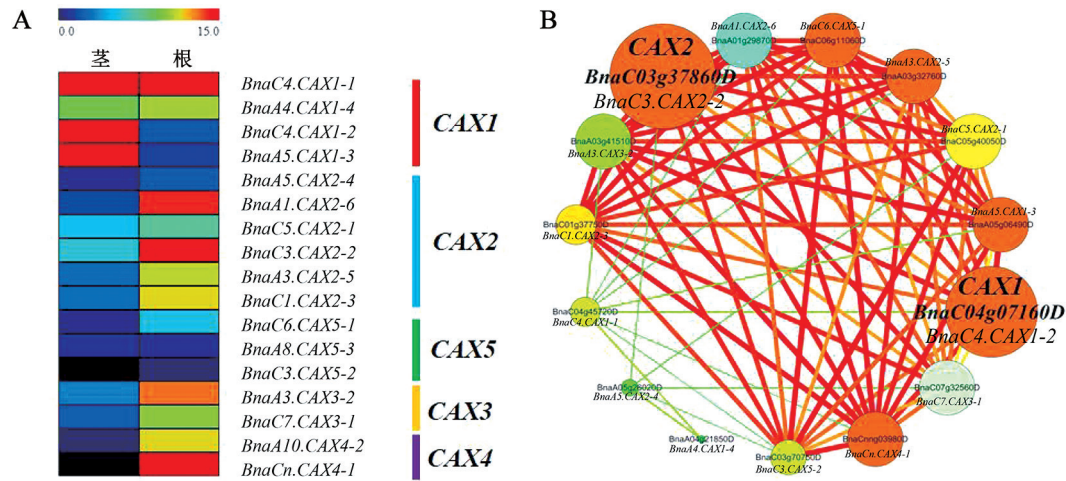 A
0.0 15.0
茎 根
BnaC4.CAX1-1
BnaA4.CAX1-4
BnaC4.CAX1-2
BnaA5.CAX1-3
BnaA5.CAX2-4
BnaA1.CAX2-6
BnaC5.CAX2-1
BnaC3.CAX2-2
BnaA3.CAX2-5
BnaC1.CAX2-3
BnaC6.CAX5-1
BnaA8.CAX5-3
BnaC3.CAX5-2
BnaA3.CAX3-2
BnaC7.CAX3-1
BnaA10.CAX4-2
BnaCn.CAX4-1
CAX1
CAX2
CAX5
CAX3
CAX4
B
CAX2
BnaC03g37860D
BnaC3.CAX2-2
BnaA1.CAX2-6
BnaA01g29870D
BnaC6.CAX5-1
BnaC06g11060D
BnaA3.CAX2-5
BnaA03g32760D
BnaC5.CAX2-1
BnaC05g40050D
BnaA5.CAX1-3
BnaA05g06490D
CAX1
BnaC04g07160D
BnaC4.CAX1-2
BnaC07g32560D
BnaC7.CAX3-1
BnaCnng03980D
BnaCn.CAX4-1
BnaC03g70750D
BnaC3.CAX5-2
BnaA04g21850D
BnaA4.CAX1-4
BnaA05g26020D
BnaA5.CAX2-4
BnaC04g45720D
BnaC4.CAX1-1
BnaC01g37750D
BnaC1.CAX2-3
BnaA03g41510D
BnaA3.CAX3-2